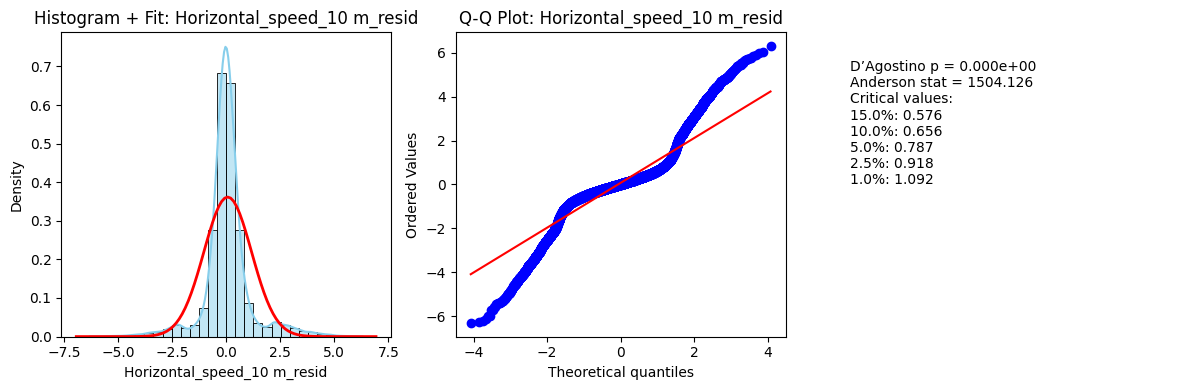 Histogram + Fit: Horizontal_speed_10 m_resid
Density
0.7
0.6
0.5
0.4
0.3
0.2
0.1
0.0
−7.5 −5.0 −2.5 0.0 2.5 5.0 7.5
Horizontal_speed_10 m_resid
Q-Q Plot: Horizontal_speed_10 m_resid
Ordered Values
6
4
2
0
−2
−4
−6
−4 −2 0 2 4
Theoretical quantiles
D’Agostino p = 0.000e+00
Anderson stat = 1504.126
Critical values:
15.0%: 0.576
10.0%: 0.656
5.0%: 0.787
2.5%: 0.918
1.0%: 1.092